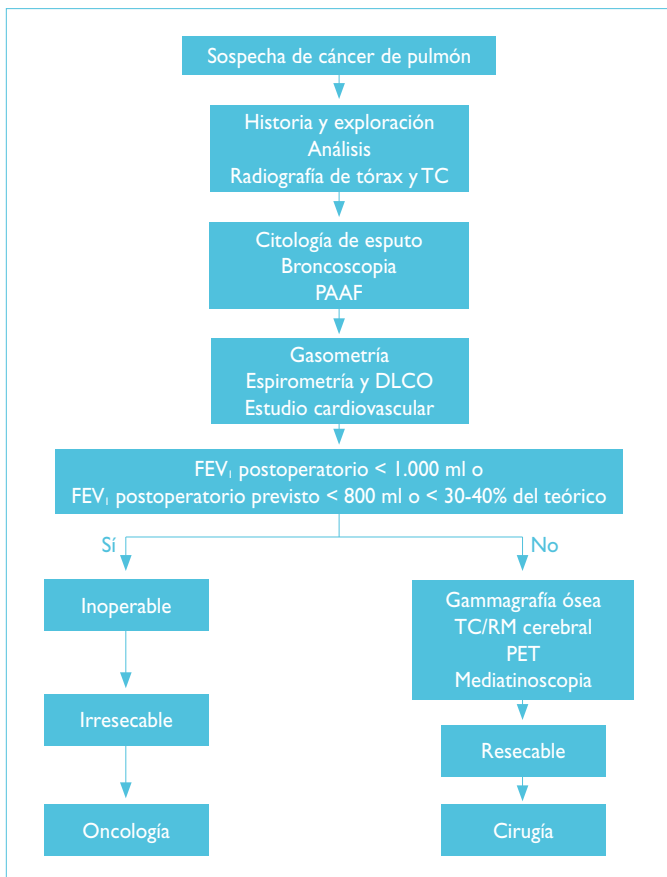 Sospecha de cáncer de pulmón
Historia y exploración
Análisis
Radiografía de tórax y TC
Citología de esputo
Broncoscopia
PAAF
Gasometría
Espirometría y DLCO
Estudio cardiovascular
FEV₁ postoperatorio < 1.000 ml o
FEV₁ postoperatorio previsto < 800 ml o < 30-40% del teórico
Sí
No
Inoperable
Irresecable
Oncología
Gammagrafía ósea
TC/RM cerebral
PET
Mediatinoscopia
Resecable
Cirugía